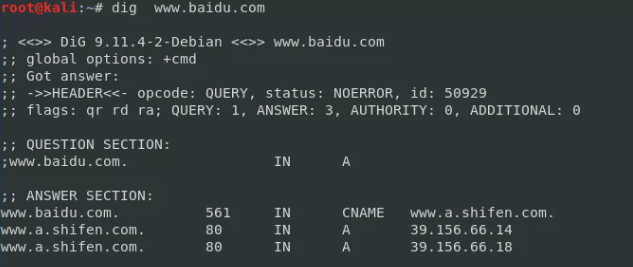 root@kali:~# dig  www.baidu.com
; <<>> DiG 9.11.4-2-Debian <<>> www.baidu.com
;; global options: +cmd
;; Got answer:
;; ->>HEADER<<- opcode: QUERY, status: NOERROR, id: 50929
;; flags: qr rd ra; QUERY: 1, ANSWER: 3, AUTHORITY: 0, ADDITIONAL: 0
;; QUESTION SECTION:
;www.baidu.com. IN A
;; ANSWER SECTION:
www.baidu.com. 561 IN CNAME www.a.shifen.com.
www.a.shifen.com. 80 IN A 39.156.66.14
www.a.shifen.com. 80 IN A 39.156.66.18